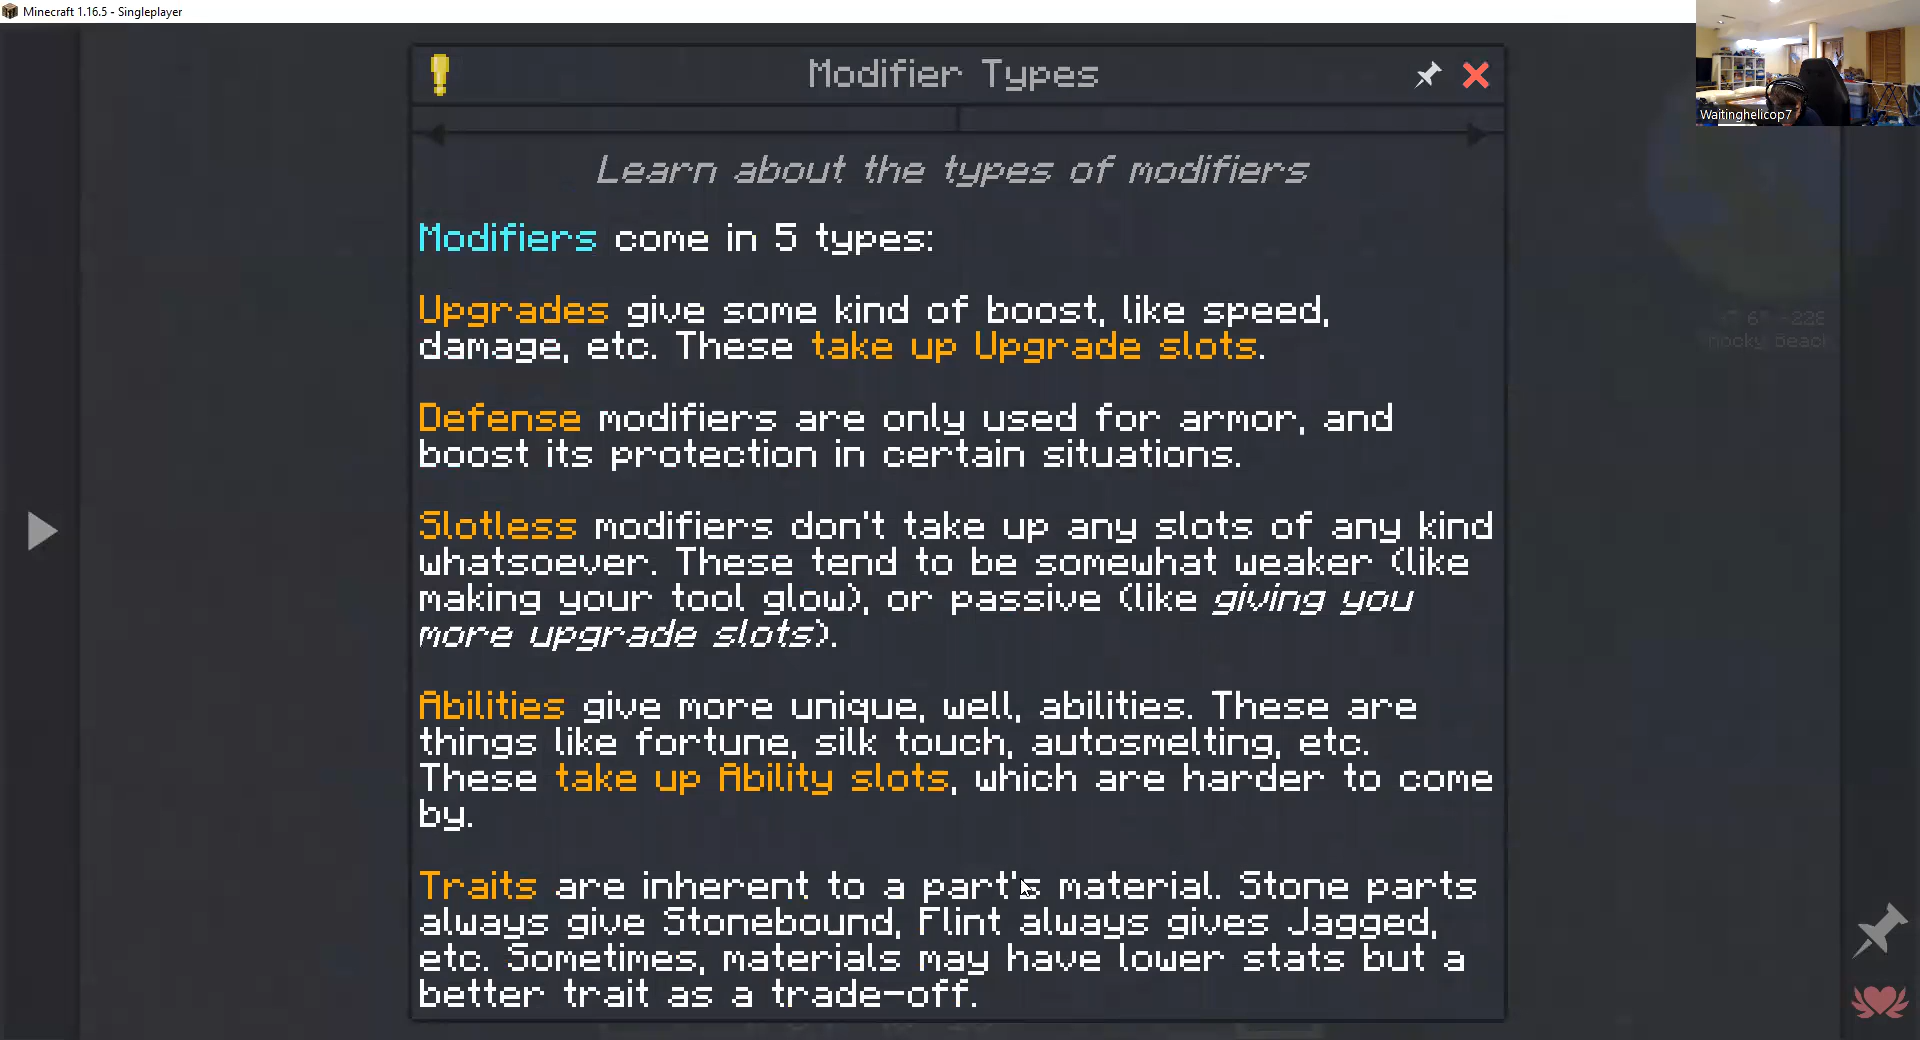 Minecraft 1.16.5 - Singleplayer
Waitinghelicop7
Modifier Types
Learn about the types of modifiers
Modifiers come in 5 types:
Upgrades give some kind of boost, like speed,
damage, etc. These take up Upgrade slots.
Defense modifiers are only used for armor, and
boost its protection in certain situations.
Slotless modifiers don't take up any slots of any kind
whatsoever. These tend to be somewhat weaker (like
making your tool glow), or passive (like giving you
more upgrade slots).
Abilities give more unique, well, abilities. These are
things like fortune, silk touch, autosmelting, etc.
These take up Ability slots, which are harder to come
by.
Traits are inherent to a part's material. Stone parts
always give Stonebound, Flint always gives Jagged,
etc. Sometimes, materials may have lower stats but a
better trait as a trade-off.